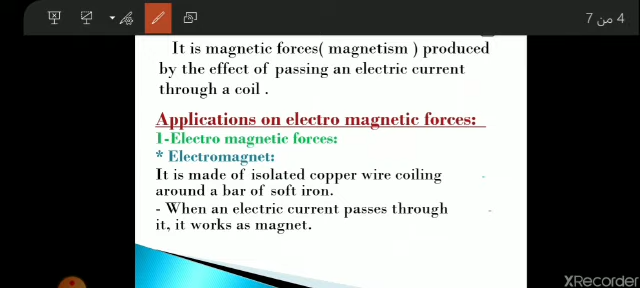 4 من 7
It is magnetic forces( magnetism ) produced
by the effect of passing an electric current
through a coil .
Applications on electro magnetic forces:
1-Electro magnetic forces:
* Electromagnet:
It is made of isolated copper wire coiling
around a bar of soft iron.
- When an electric current passes through
it, it works as magnet.
XRecorder